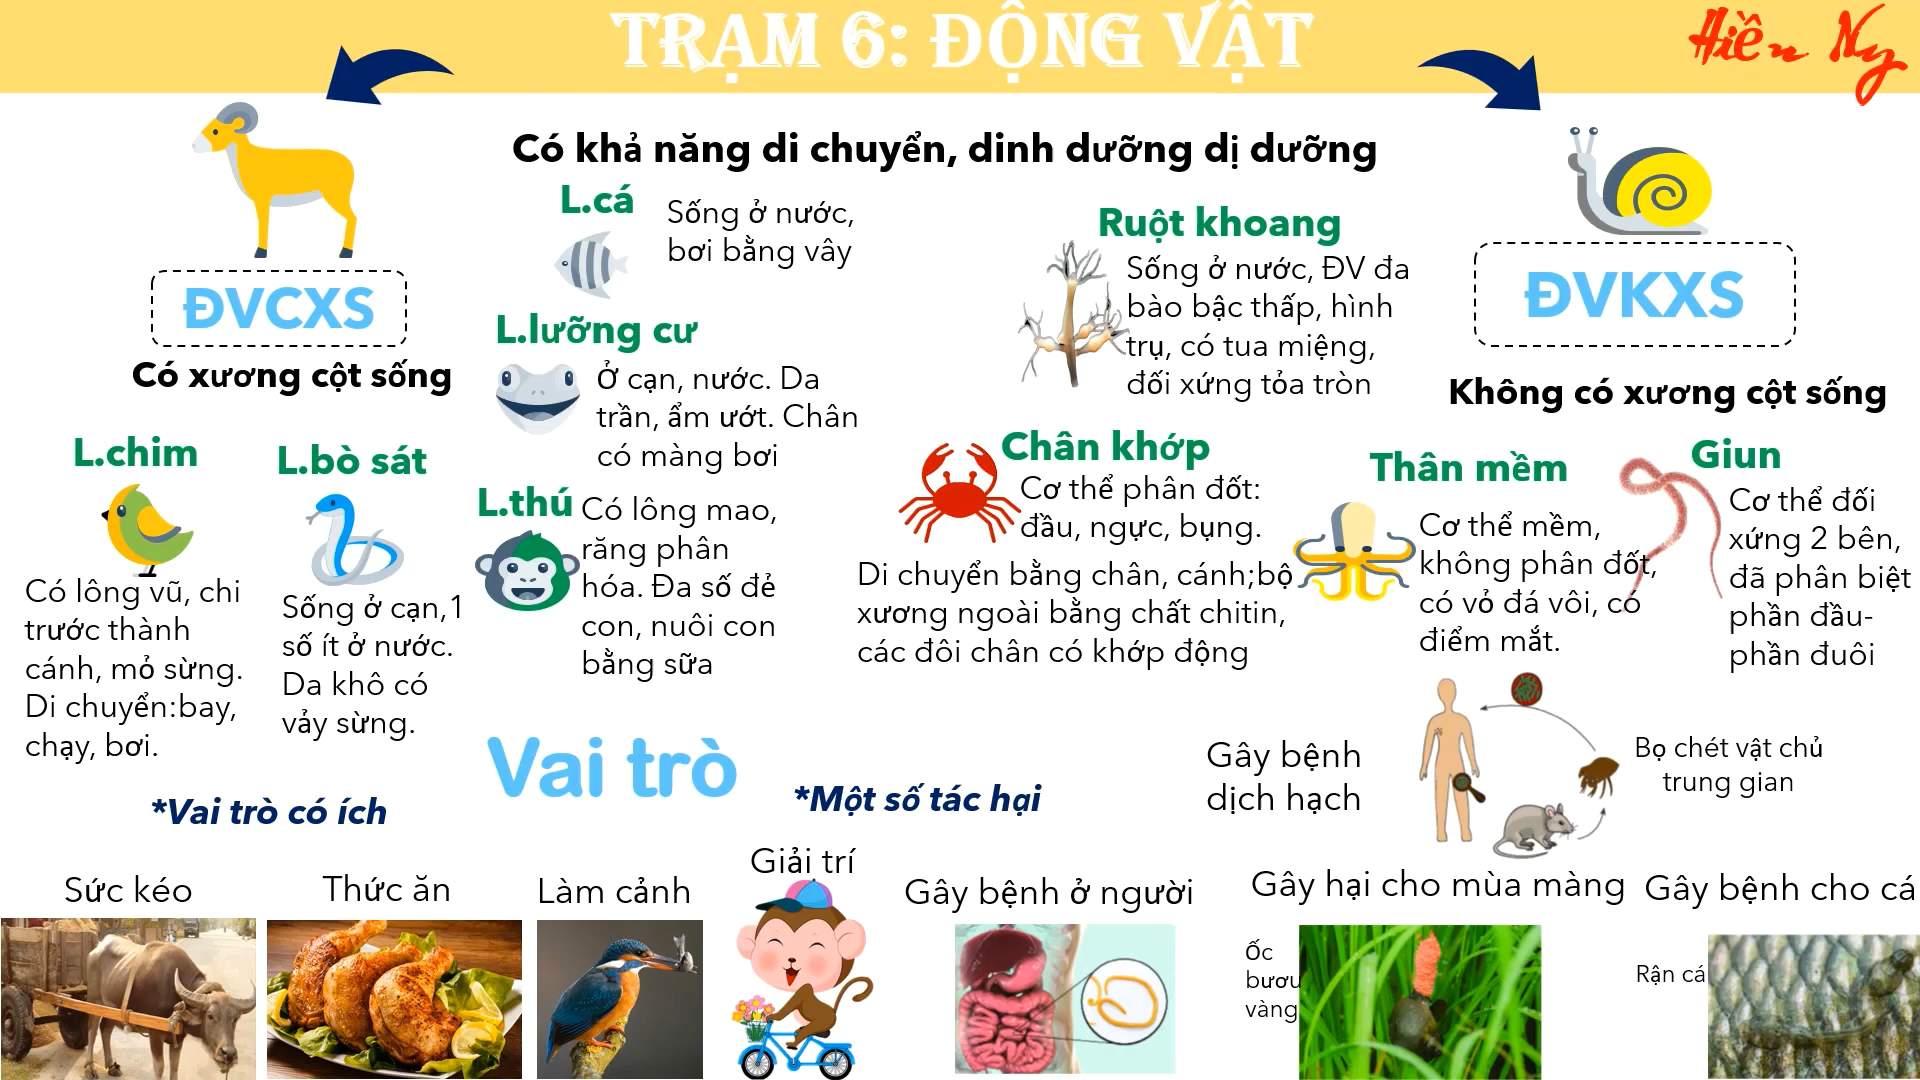 TRẠM 6: ĐỘNG VẬT
Hiền Ny
Có khả năng di chuyển, dinh dưỡng dị dưỡng
ĐVCXS
Có xương cột sống
L.cá
Sống ở nước,
bơi bằng vây
L.lưỡng cư
Ở cạn, nước. Da
trần, ẩm ướt. Chân
có màng bơi
L.chim
Có lông vũ, chi
trước thành
cánh, mỏ sừng.
Di chuyển:bay,
chạy, bơi.
L.bò sát
Sống ở cạn,1
số ít ở nước.
Da khô có
vảy sừng.
L.thú
Có lông mao,
răng phân
hóa. Đa số đẻ
con, nuôi con
bằng sữa
ĐVKXS
Không có xương cột sống
Ruột khoang
Sống ở nước, ĐV đa
bào bậc thấp, hình
trụ, có tua miệng,
đối xứng tỏa tròn
Chân khớp
Cơ thể phân đốt:
đầu, ngực, bụng.
Di chuyển bằng chân, cánh;bộ
xương ngoài bằng chất chitin,
các đôi chân có khớp động
Thân mềm
Cơ thể mềm,
không phân đốt,
có vỏ đá vôi, có
điểm mắt.
Giun
Cơ thể đối
xứng 2 bên,
đã phân biệt
phần đầu-
phần đuôi
Vai trò
*Vai trò có ích
Sức kéo
Thức ăn
Làm cảnh
Giải trí
*Một số tác hại
Gây bệnh
dịch hạch
Bọ chét vật chủ
trung gian
Gây bệnh ở người
Gây hại cho mùa màng
ốc
bươu
vàng
Gây bệnh cho cá
Rận cá